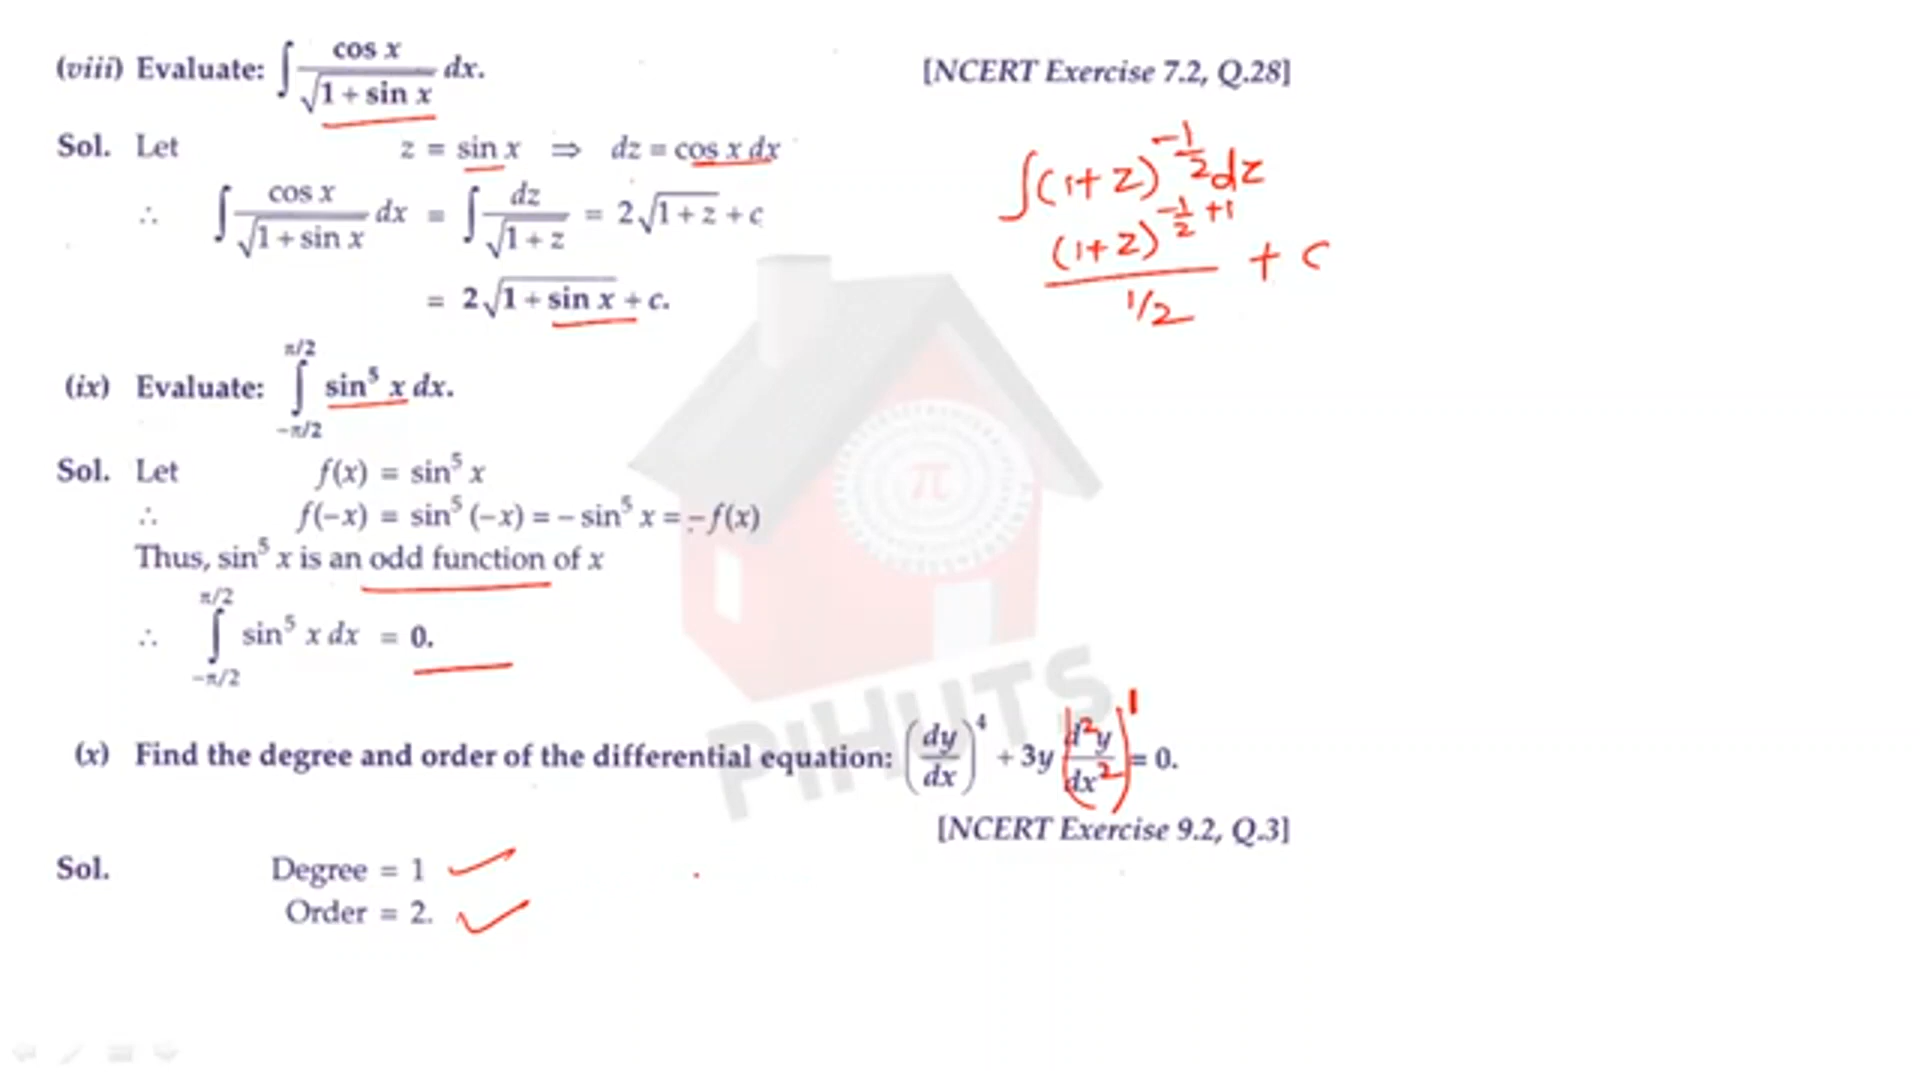 (viii) Evaluate: ∫ cos x / √(1 + sin x) dx. [NCERT Exercise 7.2, Q.28]
Sol. Let z = sin x ⇒ dz = cos x dx
∴ ∫ cos x / √(1 + sin x) dx = ∫ dz / √(1 + z) = 2√(1 + z) + c
= 2√(1 + sin x) + c.
∫(1+z)^(-1/2) dz
(1+z)^(-1/2 +1) / 1/2 + c
(ix) Evaluate: ∫_{-π/2}^{π/2} sin⁵ x dx.
Sol. Let f(x) = sin⁵ x
∴ f(−x) = sin⁵ (−x) = − sin⁵ x = − f(x)
Thus, sin⁵ x is an odd function of x
∴ ∫_{-π/2}^{π/2} sin⁵ x dx = 0.
PIHUTS
π
(x) Find the degree and order of the differential equation: (dy/dx)⁴ + 3y (d²y/dx²)¹ = 0.
[NCERT Exercise 9.2, Q.3]
Sol. Degree = 1
Order = 2.